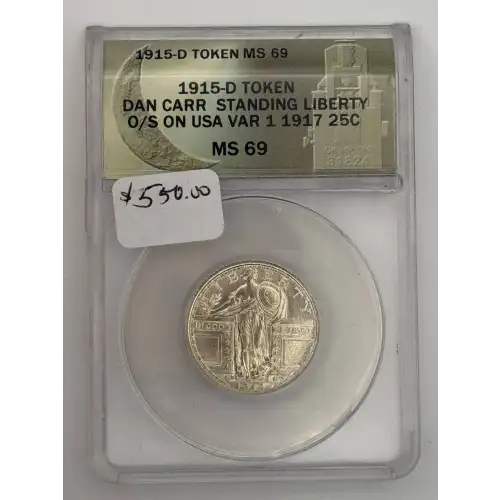 1915-D TOKEN MS 69
1915-D TOKEN
DAN CARR STANDING LIBERTY
O/S ON USA VAR 1 1917 25C
MS 69
$550.00
LIBERTY